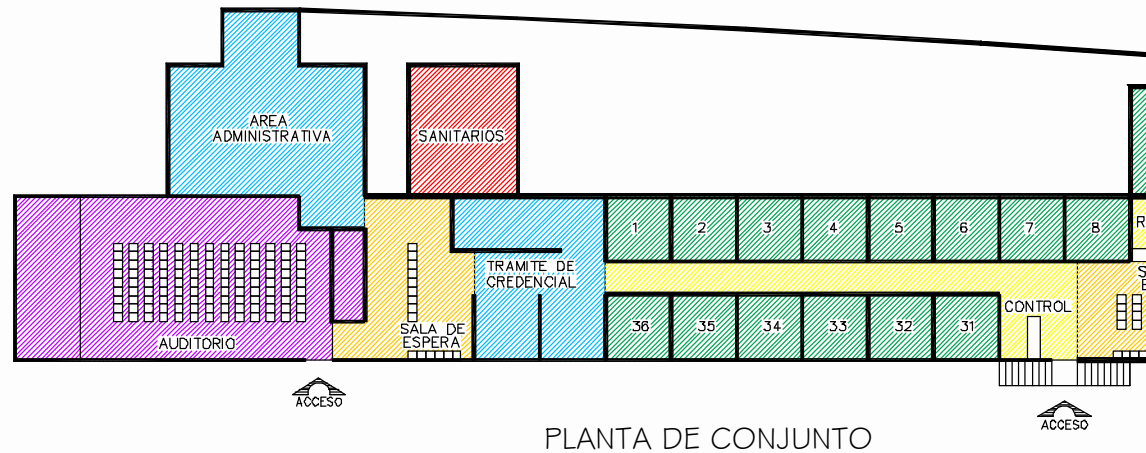 AREA
ADMINISTRATIVA
SANITARIOS
1 2 3 4 5 6 7 8
R
TRAMITE DE
CREDENCIAL
S
E
CONTROL
SALA DE
ESPERA
36 35 34 33 32 31
AUDITORIO
ACCESO
ACCESO
PLANTA DE CONJUNTO